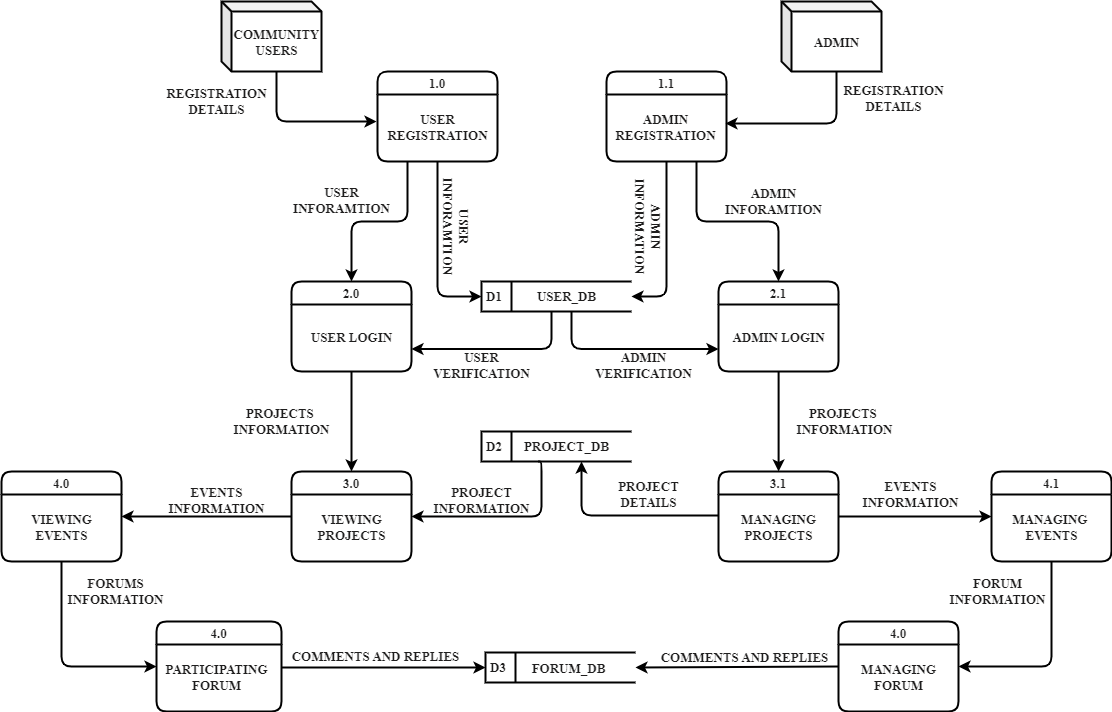 COMMUNITY
USERS
ADMIN
REGISTRATION
DETAILS
1.0
USER
REGISTRATION
1.1
ADMIN
REGISTRATION
REGISTRATION
DETAILS
USER
INFORAMTION
USER
INFORAMTION
ADMIN
INFORMATION
ADMIN
INFORAMTION
2.0
USER LOGIN
D1
USER_DB
2.1
ADMIN LOGIN
USER
VERIFICATION
ADMIN
VERIFICATION
PROJECTS
INFORMATION
PROJECTS
INFORMATION
D2
PROJECT_DB
4.0
VIEWING
EVENTS
EVENTS
INFORMATION
3.0
VIEWING
PROJECTS
PROJECT
INFORMATION
PROJECT
DETAILS
3.1
MANAGING
PROJECTS
EVENTS
INFORMATION
4.1
MANAGING
EVENTS
FORUMS
INFORMATION
FORUM
INFORMATION
4.0
PARTICIPATING
FORUM
COMMENTS AND REPLIES
D3
FORUM_DB
COMMENTS AND REPLIES
4.0
MANAGING
FORUM